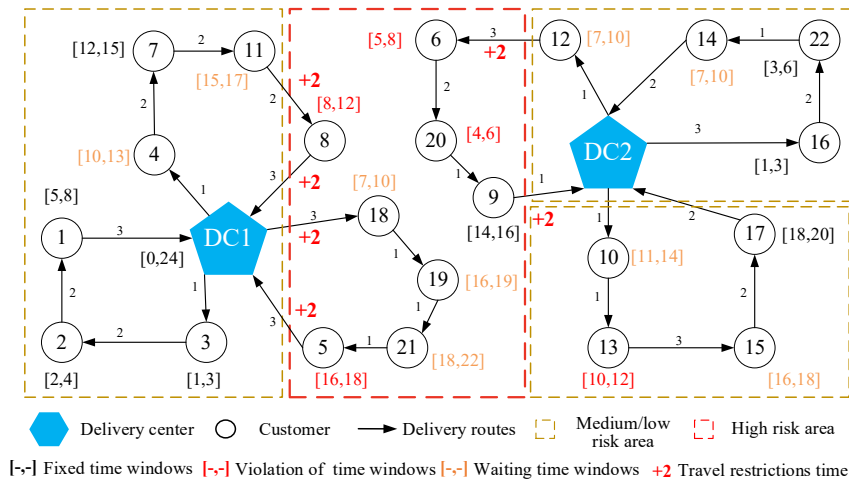 [12,15] 7 2 11 [15,17] +2
2 2 [8,12] 8
[10,13] 4 3 +2
1
[5,8] 1 3 DC1 [0,24]
2 1
2 2 3
[2,4] [1,3]
[7,10] 18 3 +2
1
19 [16,19]
1
+2 3 5 1 21
[16,18] [18,22]
[5,8] 6 3 +2 12 [7,10]
2 1
20 [4,6]
1
9 1 +2
[14,16]
14 1 22
[7,10] [3,6]
2 2
DC2 3 16
[1,3]
1 2 17 [18,20]
10 [11,14]
1 2
13 3 15
[10,12] [16,18]
Delivery center Customer Delivery routes Medium/low risk area High risk area
[-,-] Fixed time windows [-,-] Violation of time windows [-,-] Waiting time windows +2 Travel restrictions time